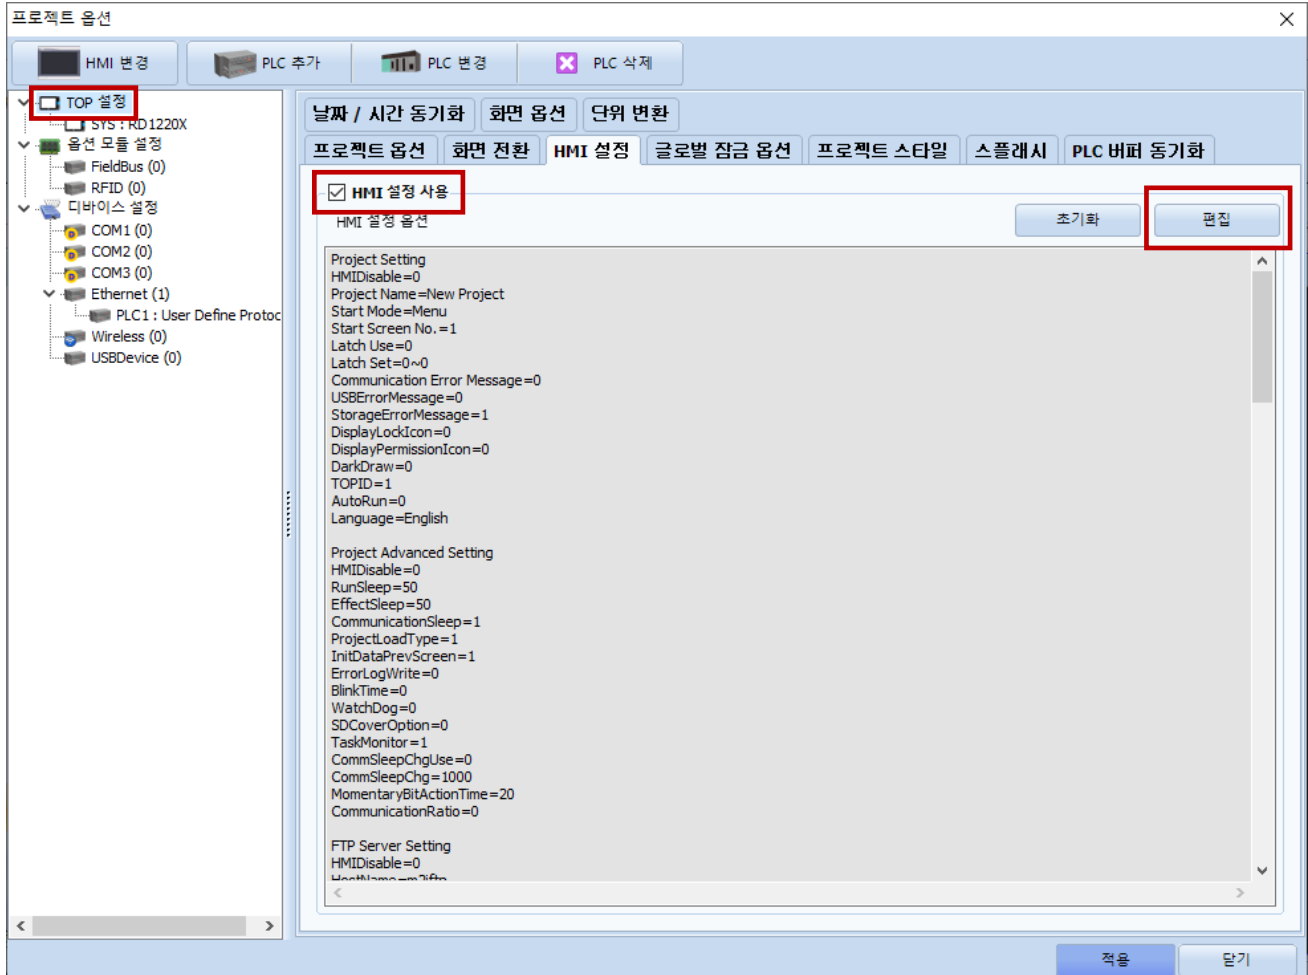 프로젝트 옵션
HMI 변경
PLC 추가
PLC 변경
PLC 삭제
TOP 설정
SYS : RD1220X
옵션 모듈 설정
FieldBus (0)
RFID (0)
디바이스 설정
COM1 (0)
COM2 (0)
COM3 (0)
Ethernet (1)
PLC1 : User Define Protoc
Wireless (0)
USBDevice (0)
날짜 / 시간 동기화
화면 옵션
단위 변환
프로젝트 옵션
화면 전환
HMI 설정
글로벌 잠금 옵션
프로젝트 스타일
스플래시
PLC 버퍼 동기화
HMI 설정 사용
HMI 설정 옵션
초기화
편집
Project Setting
HMIDisable=0
Project Name=New Project
Start Mode=Menu
Start Screen No.=1
Latch Use=0
Latch Set=0~0
Communication Error Message=0
USBErrorMessage=0
StorageErrorMessage=1
DisplayLockIcon=0
DisplayPermissionIcon=0
DarkDraw=0
TOPID=1
AutoRun=0
Language=English
Project Advanced Setting
HMIDisable=0
RunSleep=50
EffectSleep=50
CommunicationSleep=1
ProjectLoadType=1
InitDataPrevScreen=1
ErrorLogWrite=0
BlinkTime=0
WatchDog=0
SDCoverOption=0
TaskMonitor=1
CommSleepChgUse=0
CommSleepChg=1000
MomentaryBitActionTime=20
CommunicationRatio=0
FTP Server Setting
HMIDisable=0
HostName=m2iftp
적용
닫기